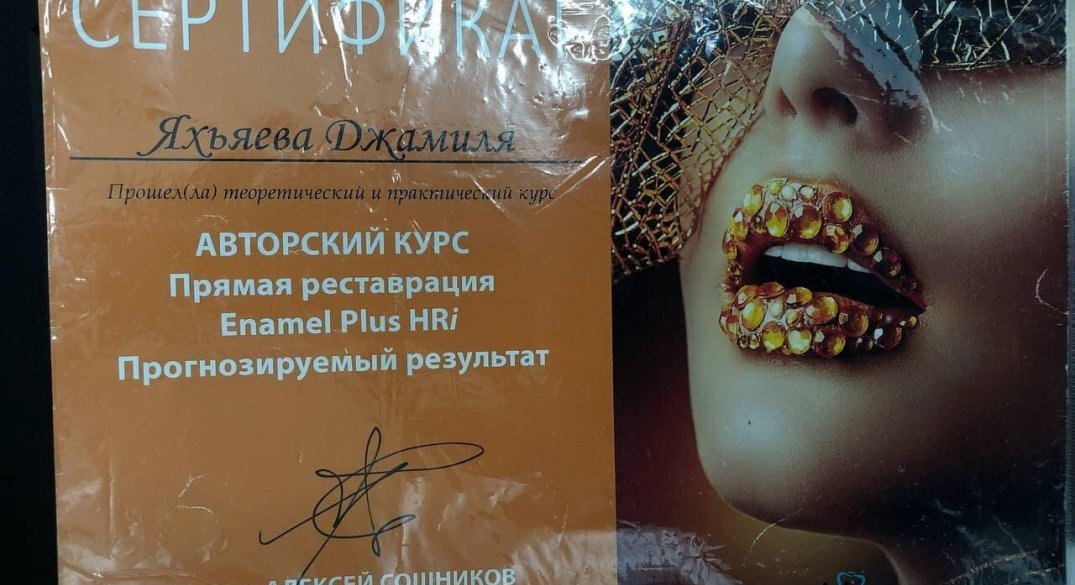 СЕРТИФИКАТ
Яхъяева Джамиля
Прошел(ла) теоретический и практический курс
АВТОРСКИЙ КУРС
Прямая реставрация
Enamel Plus HRi
Прогнозируемый результат
АЛЕКСЕЙ СОШНИКОВ